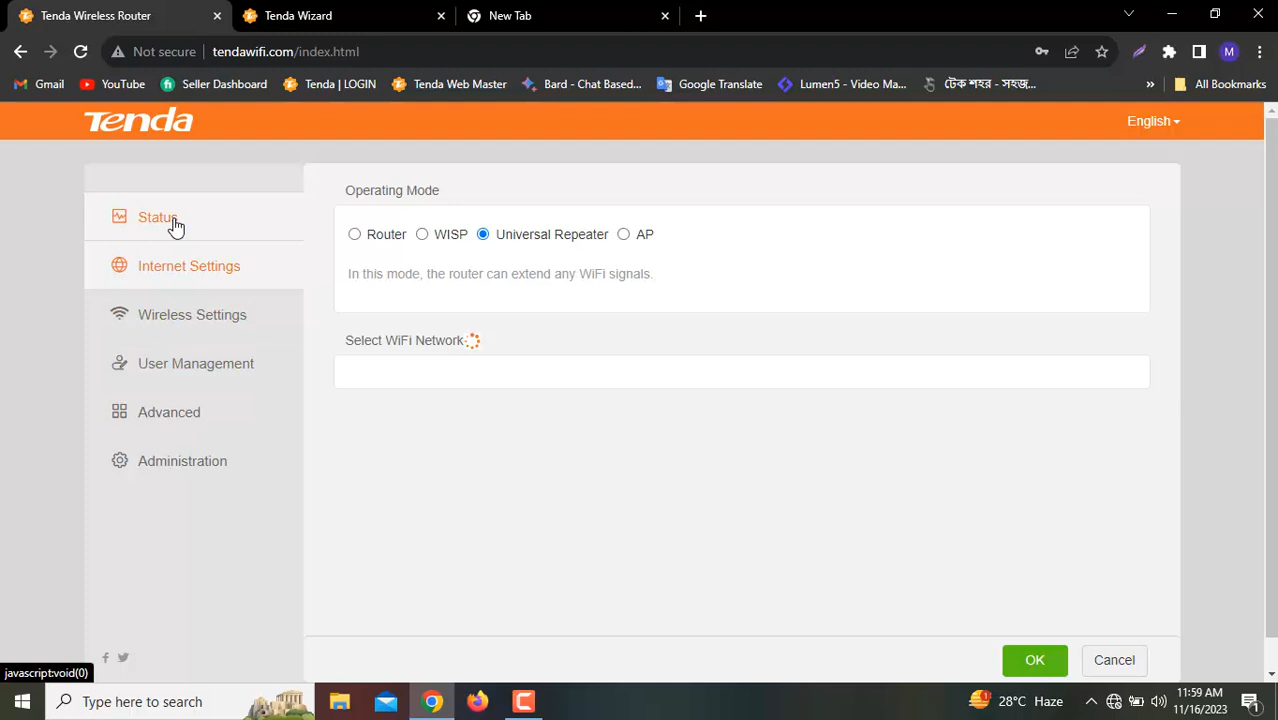 Tenda Wireless Router
Tenda Wizard
New Tab
Not secure
tendawifi.com/index.html
M
Gmail
YouTube
Seller Dashboard
Tenda | LOGIN
Tenda Web Master
Bard - Chat Based...
Google Translate
Lumen5 - Video Ma...
টেক শহর - সহজ...
»
All Bookmarks
Tenda
English
Status
Internet Settings
Wireless Settings
User Management
Advanced
Administration
Operating Mode
Router
WISP
Universal Repeater
AP
In this mode, the router can extend any WiFi signals.
Select WiFi Network
OK
Cancel
javascript:void(0)
Type here to search
1
28°C Haze
11:59 AM
11/16/2023
1